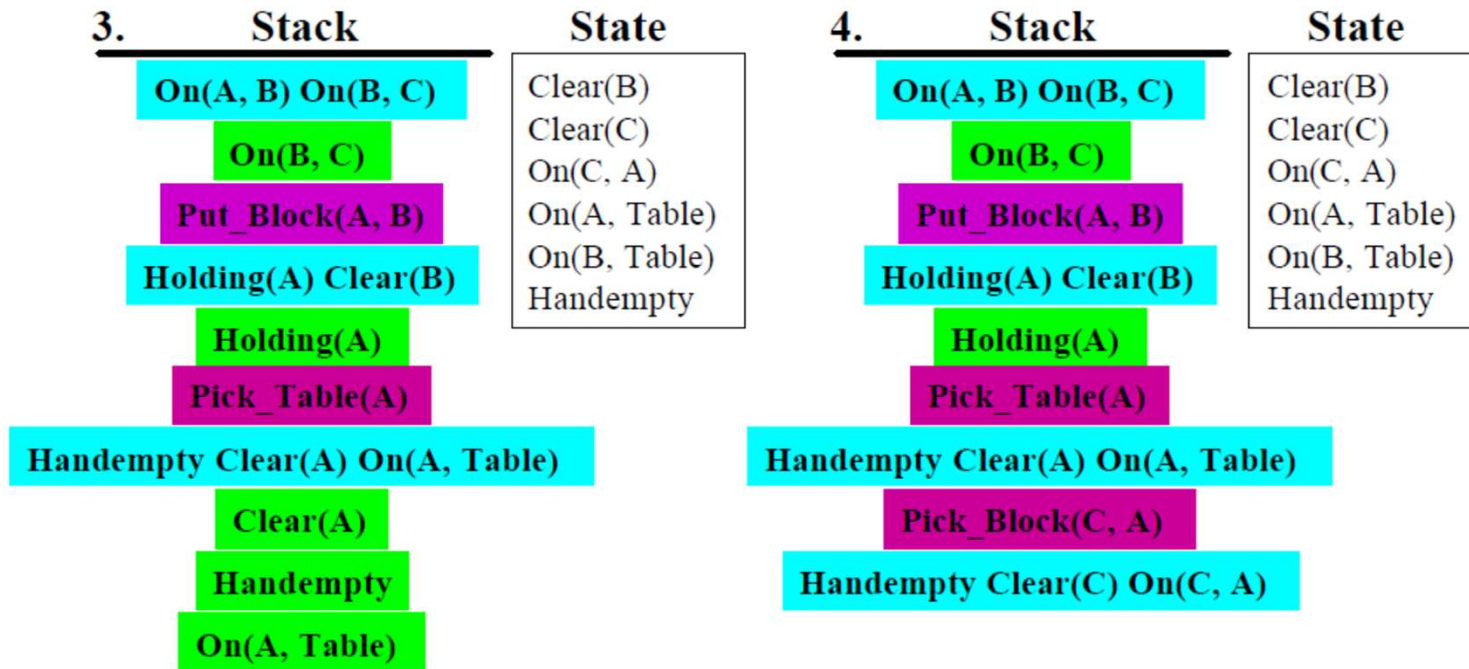 3. Stack State
On(A, B) On(B, C)
On(B, C)
Put_Block(A, B)
Holding(A) Clear(B)
Holding(A)
Pick_Table(A)
Handempty Clear(A) On(A, Table)
Clear(A)
Handempty
On(A, Table)
Clear(B)
Clear(C)
On(C, A)
On(A, Table)
On(B, Table)
Handempty
4. Stack State
On(A, B) On(B, C)
On(B, C)
Put_Block(A, B)
Holding(A) Clear(B)
Holding(A)
Pick_Table(A)
Handempty Clear(A) On(A, Table)
Pick_Block(C, A)
Handempty Clear(C) On(C, A)
Clear(B)
Clear(C)
On(C, A)
On(A, Table)
On(B, Table)
Handempty